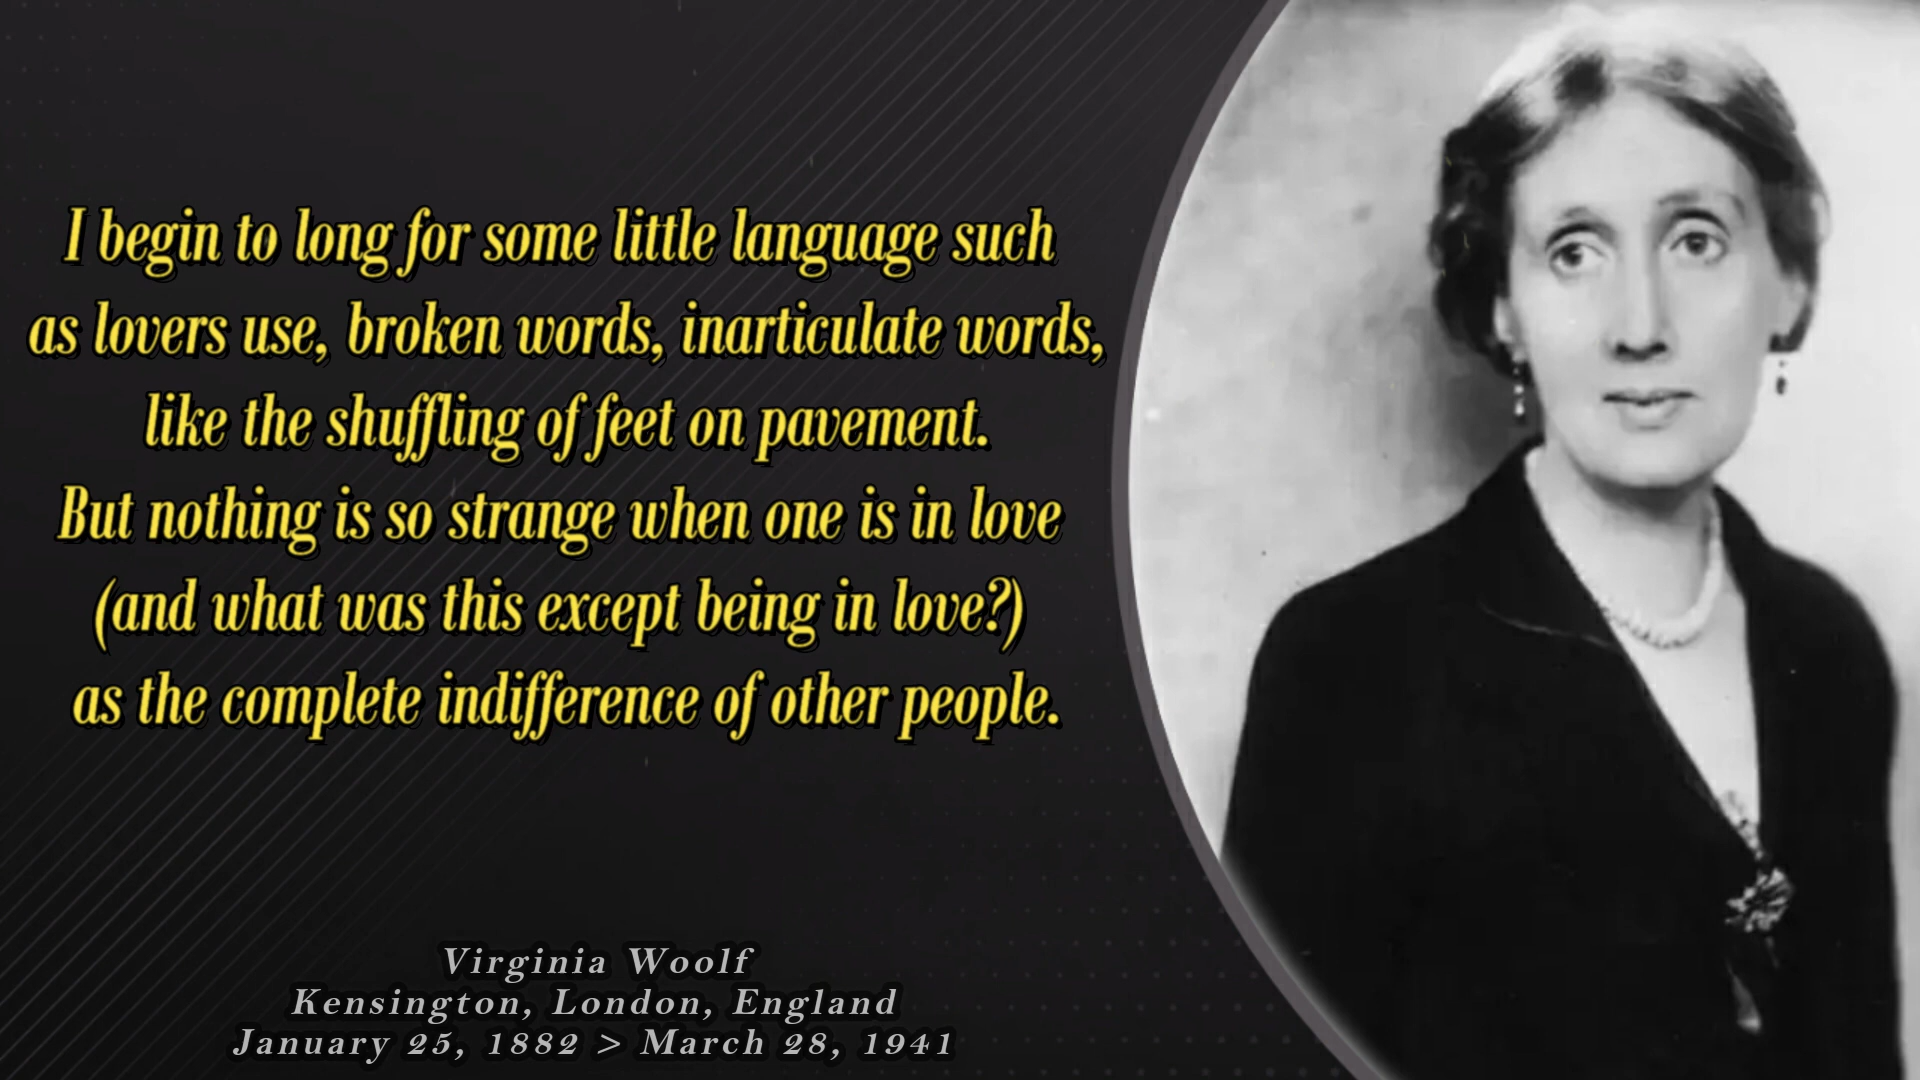 I begin to long for some little language such
as lovers use, broken words, inarticulate words,
like the shuffling of feet on pavement.
But nothing is so strange when one is in love
(and what was this except being in love?)
as the complete indifference of other people.
Virginia Woolf
Kensington, London, England
January 25, 1882 > March 28, 1941